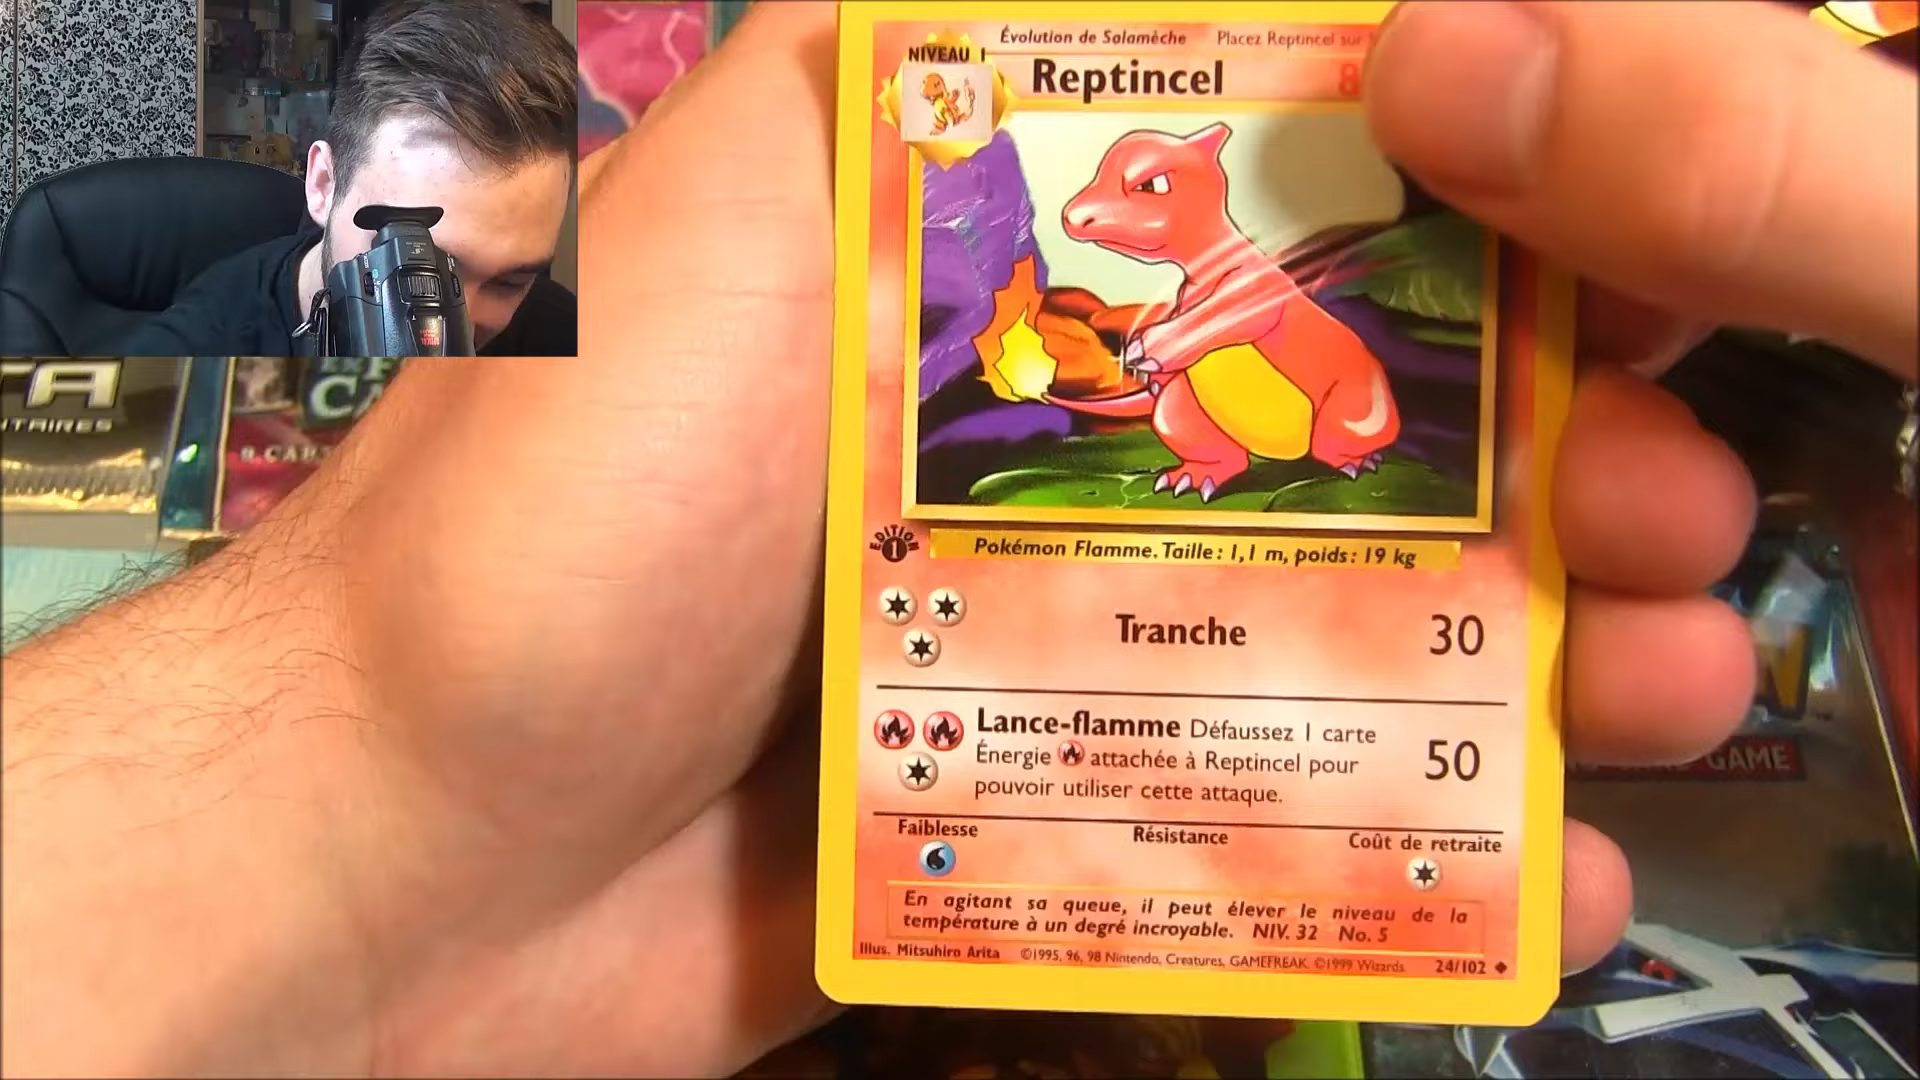 Évolution de Salamèche Placez Reptincel sur
NIVEAU 1
Reptincel 8
EDITION
1
Pokémon Flamme. Taille: 1,1 m, poids: 19 kg
Tranche 30
Lance-flamme Défaussez 1 carte
Énergie attachée à Reptincel pour
pouvoir utiliser cette attaque.
50
Faiblesse Résistance Coût de retraite
En agitant sa queue, il peut élever le niveau de la
température à un degré incroyable. NIV. 32 No. 5
Illus. Mitsuhiro Arita ©1995, 96, 98 Nintendo, Creatures, GAMEFREAK. ©1999 Wizards. 24/102
TA
NTAIRES
CA
GAME